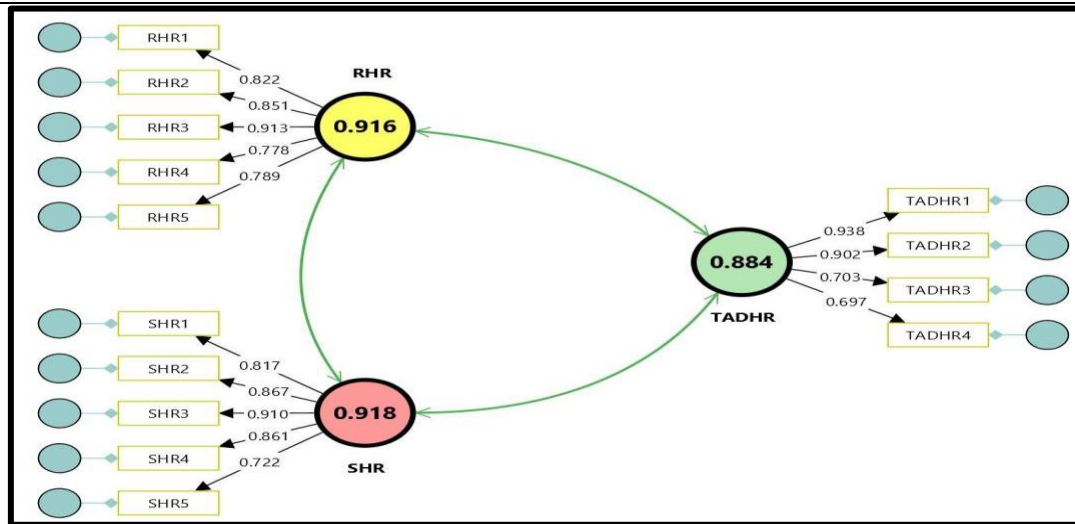 RHR1
RHR2
RHR3
RHR4
RHR5
0.822
0.851
0.913
0.778
0.789
RHR
0.916
TADHR1
TADHR2
TADHR3
TADHR4
0.938
0.902
0.703
0.697
0.884
TADHR
SHR1
SHR2
SHR3
SHR4
SHR5
0.817
0.867
0.910
0.861
0.722
0.918
SHR